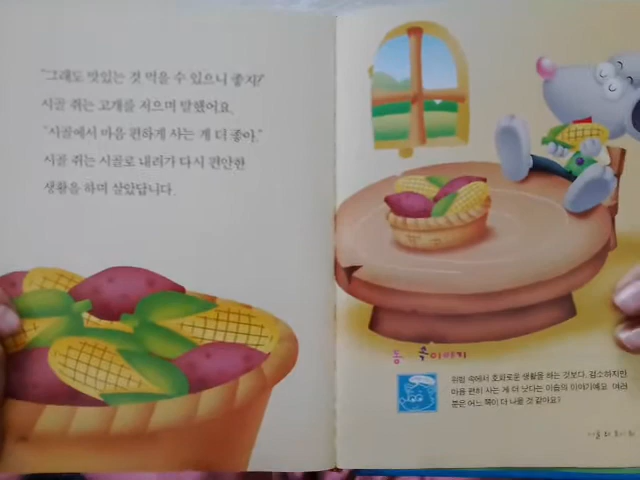 "그래도 맛있는 것 먹을 수 있으니 좋지?"
시골 쥐는 고개를 저으며 말했어요.
"시골에서 마음 편하게 사는 게 더 좋아."
시골 쥐는 시골로 내려가 다시 편안한
생활을 하며 살았답니다.
동 속이야기
위험 속에서 호화로운 생활을 하는 것보다, 검소하지만
마음 편히 사는 게 더 낫다는 이솝의 이야기예요. 여러
분은 어느 쪽이 더 나을 것 같아요?